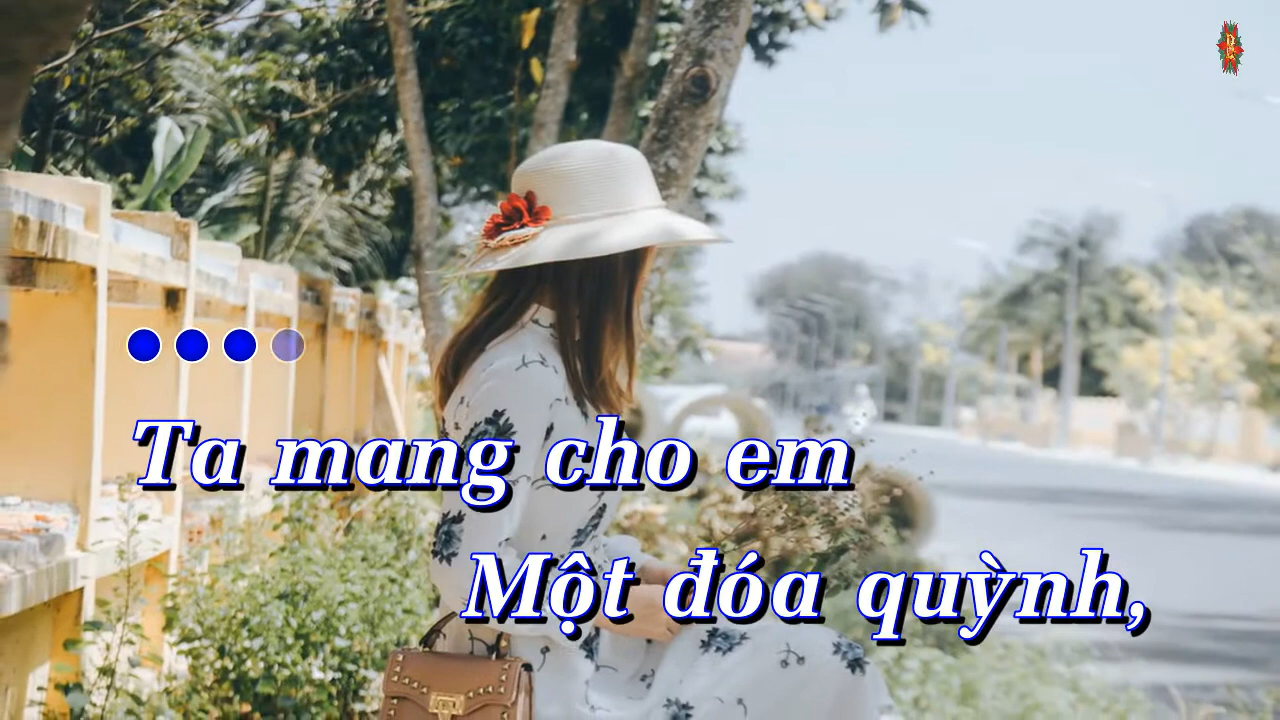 Ta mang cho em
Một đóa quỳnh,